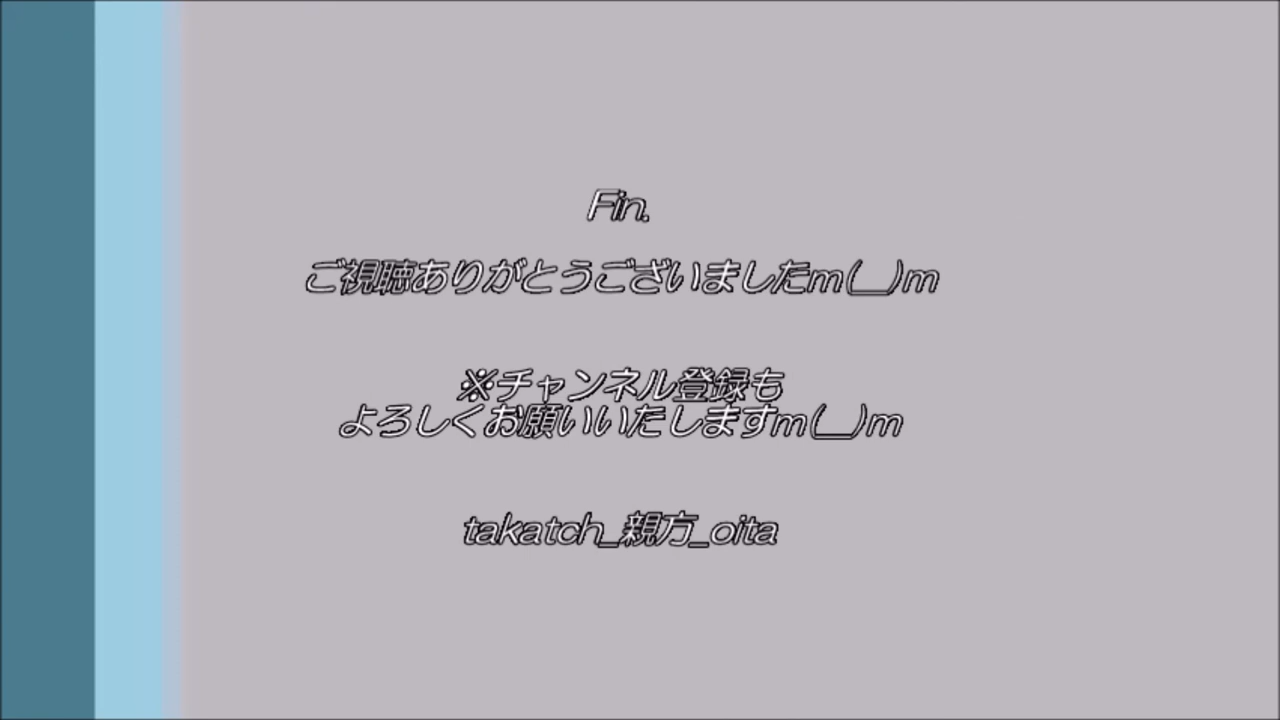 Fin.
ご視聴ありがとうございましたm(__)m
※チャンネル登録も
よろしくお願いいたしますm(__)m
takatch_親方_oita